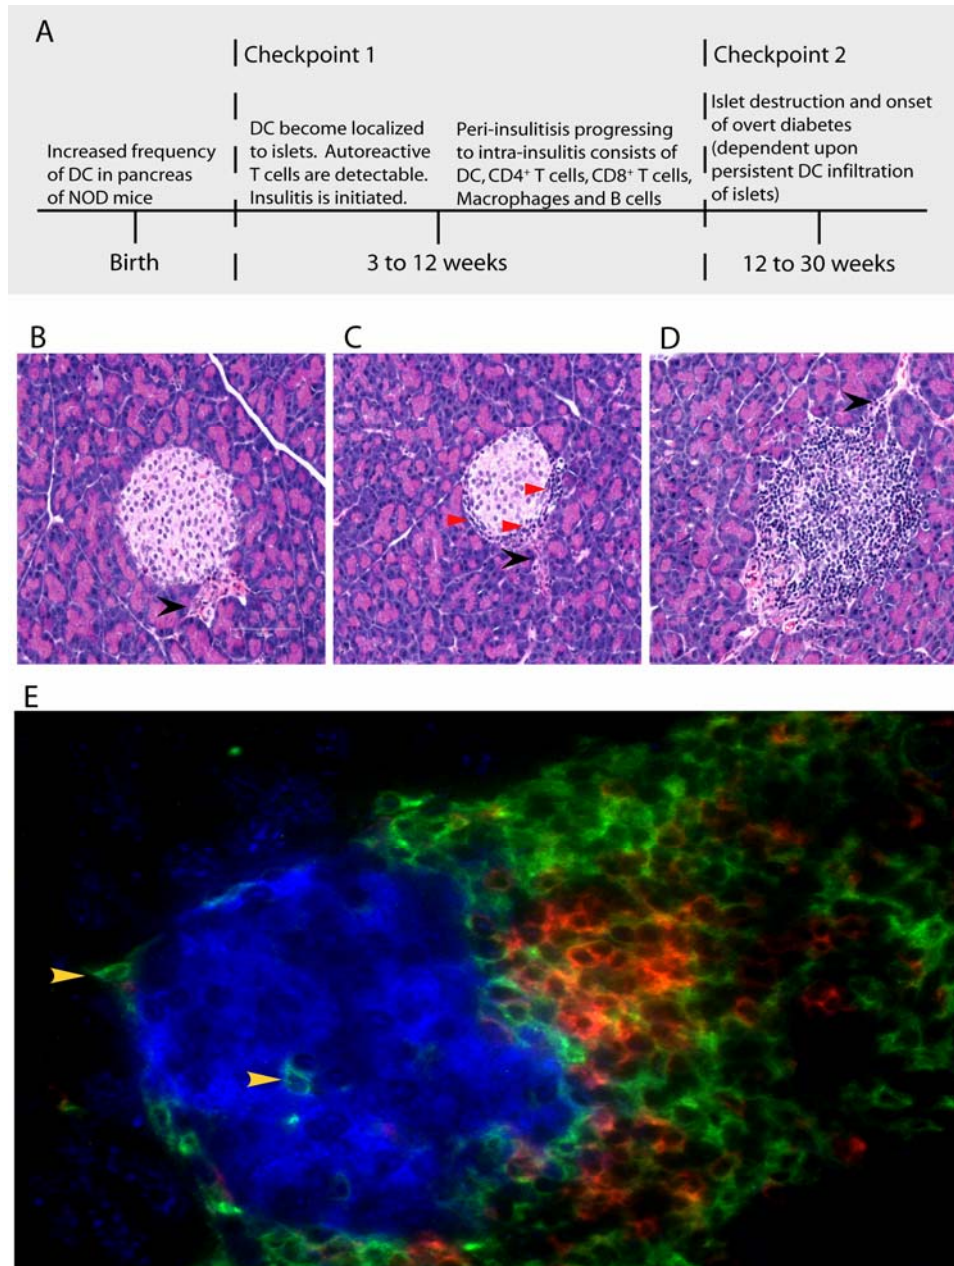 A
Checkpoint 1
Checkpoint 2
Increased frequency
of DC in pancreas
of NOD mice
DC become localized
to islets. Autoreactive
T cells are detectable.
Insulitis is initiated.
Peri-insulitisis progressing
to intra-insulitis consists of
DC, CD4+ T cells, CD8+ T cells,
Macrophages and B cells
Islet destruction and onset
of overt diabetes
(dependent upon
persistent DC infiltration
of islets)
Birth
3 to 12 weeks
12 to 30 weeks
B
C
D
E